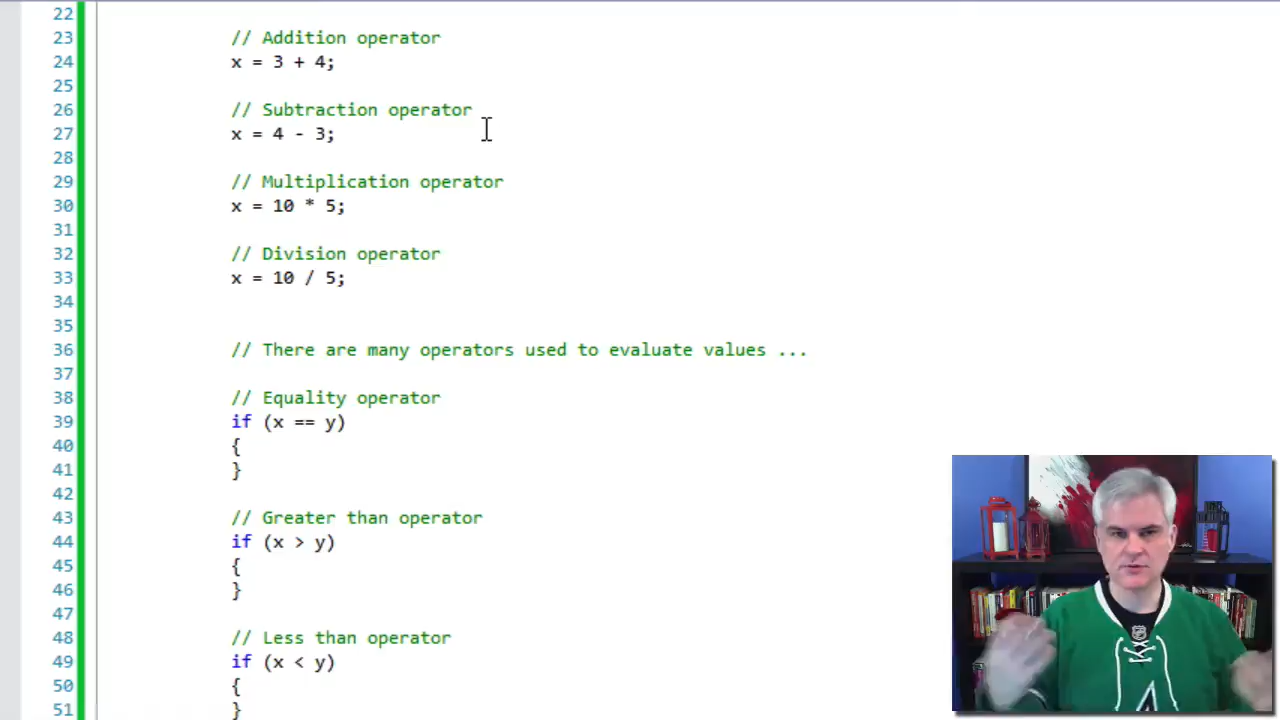 22
23 // Addition operator
24 x = 3 + 4;
25
26 // Subtraction operator
27 x = 4 - 3;
28
29 // Multiplication operator
30 x = 10 * 5;
31
32 // Division operator
33 x = 10 / 5;
34
35
36 // There are many operators used to evaluate values ...
37
38 // Equality operator
39 if (x == y)
40 {
41 }
42
43 // Greater than operator
44 if (x > y)
45 {
46 }
47
48 // Less than operator
49 if (x < y)
50 {
51 }